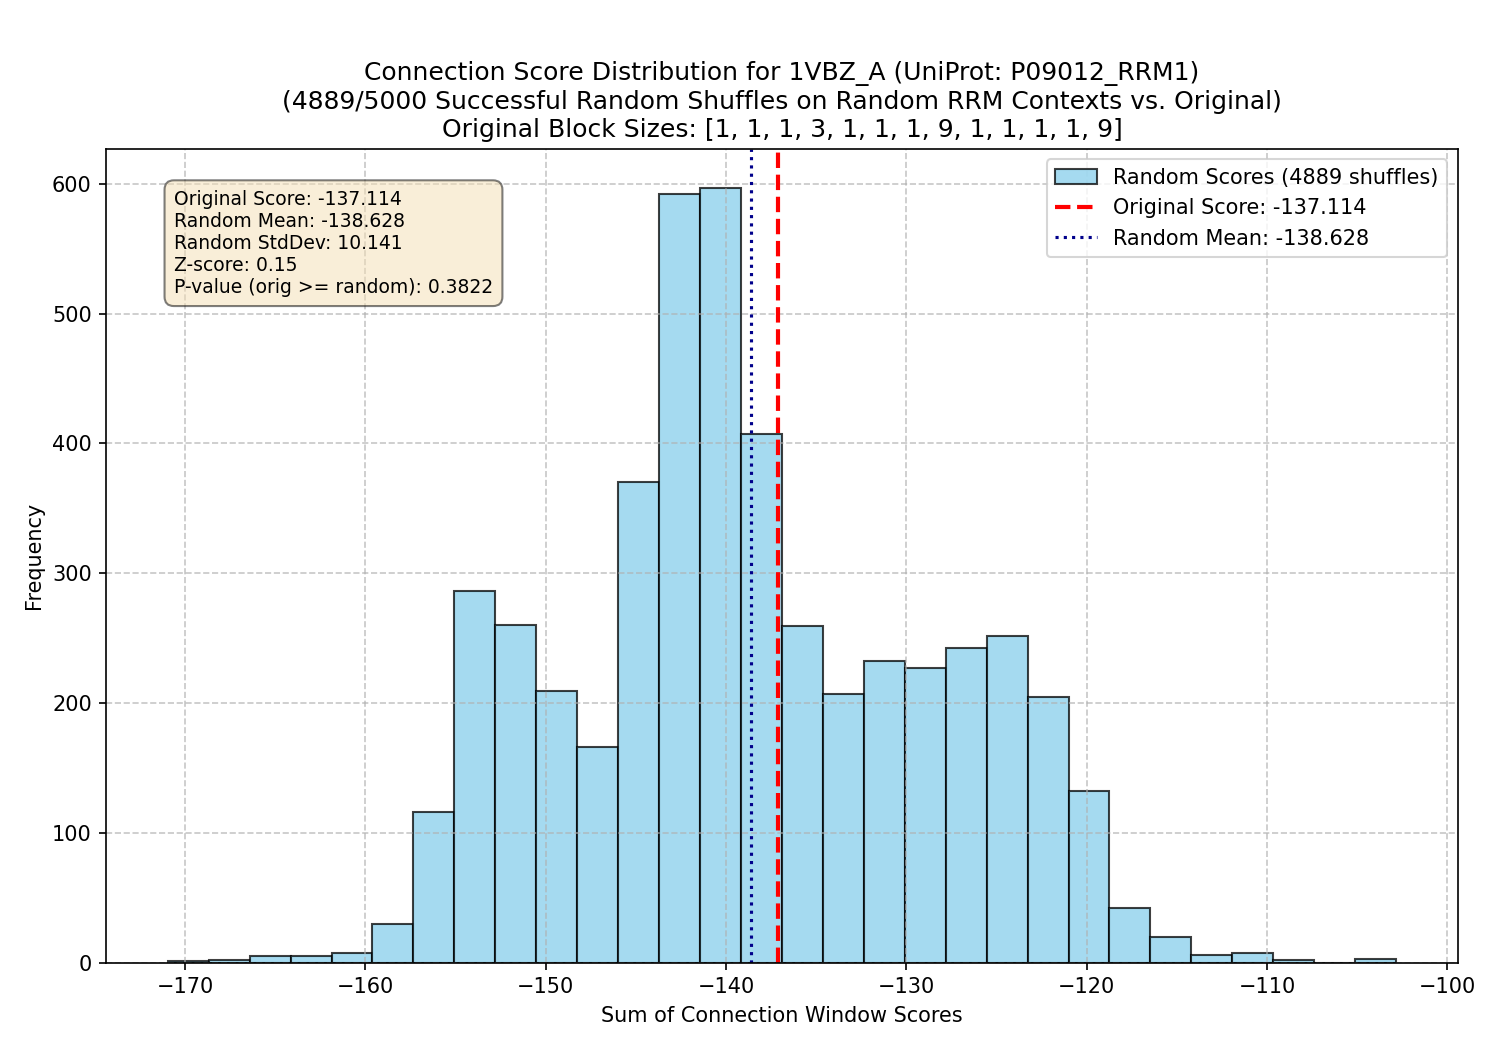 Connection Score Distribution for 1VBZ_A (UniProt: P09012_RRM1)
(4889/5000 Successful Random Shuffles on Random RRM Contexts vs. Original)
Original Block Sizes: [1, 1, 1, 3, 1, 1, 1, 9, 1, 1, 1, 1, 9]
Original Score: -137.114
Random Mean: -138.628
Random StdDev: 10.141
Z-score: 0.15
P-value (orig >= random): 0.3822
Random Scores (4889 shuffles)
Original Score: -137.114
Random Mean: -138.628
Frequency
600
500
400
300
200
100
0
−170 −160 −150 −140 −130 −120 −110 −100
Sum of Connection Window Scores